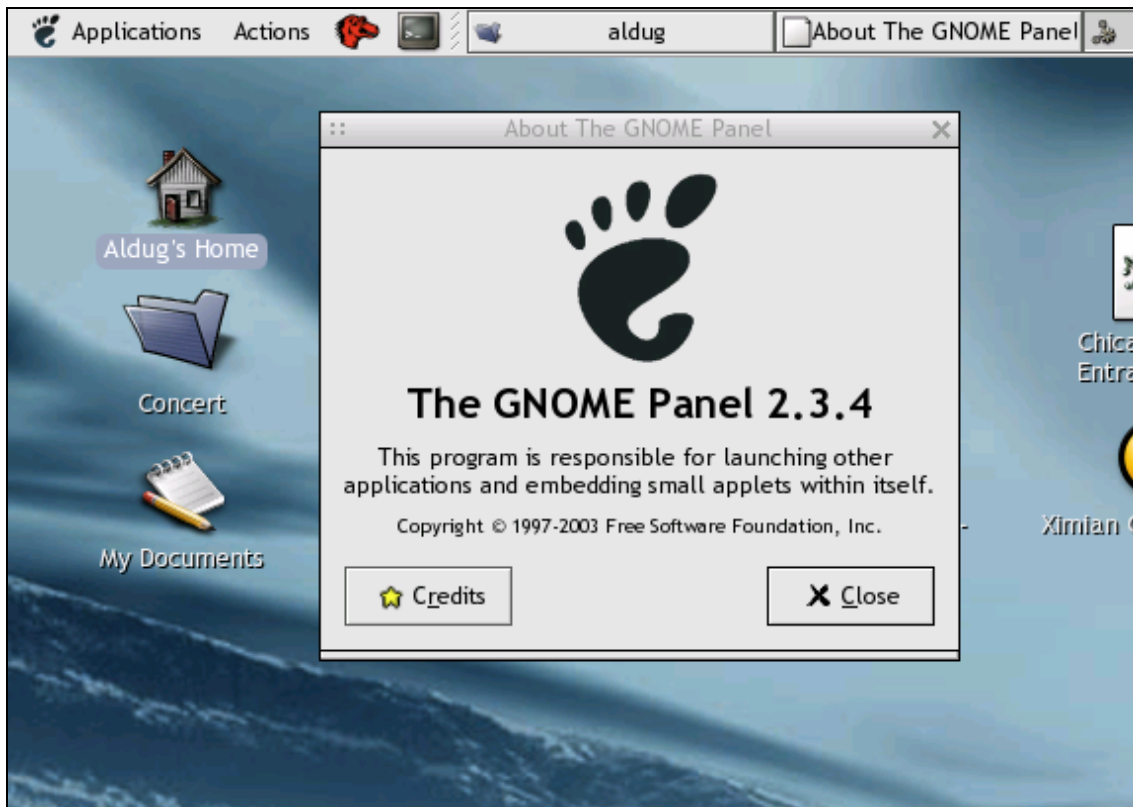 Applications Actions aldug About The GNOME Panel
About The GNOME Panel
Aldug's Home
Concert
My Documents
The GNOME Panel 2.3.4
This program is responsible for launching other
applications and embedding small applets within itself.
Copyright © 1997-2003 Free Software Foundation, Inc.
Credits
Close
Ximian